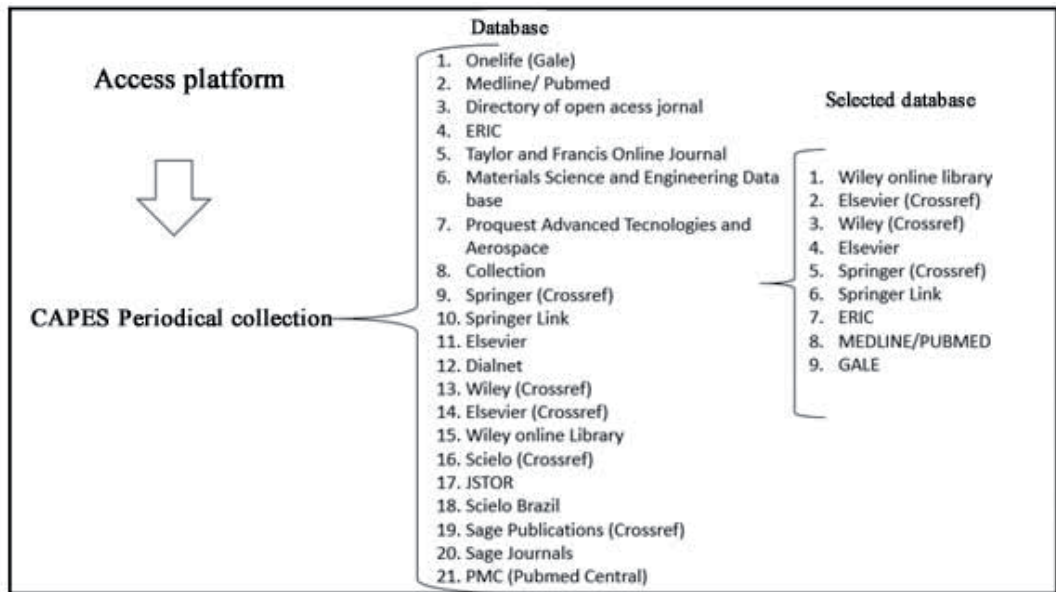 Access platform
CAPES Periodical collection
Database
1. Onelife (Gale)
2. Medline/ Pubmed
3. Directory of open acess jornal
4. ERIC
5. Taylor and Francis Online Journal
6. Materials Science and Engineering Data
base
7. Proquest Advanced Tecnologies and
Aerospace
8. Collection
9. Springer (Crossref)
10. Springer Link
11. Elsevier
12. Dialnet
13. Wiley (Crossref)
14. Elsevier (Crossref)
15. Wiley online Library
16. Scielo (Crossref)
17. JSTOR
18. Scielo Brazil
19. Sage Publications (Crossref)
20. Sage Journals
21. PMC (Pubmed Central)
Selected database
1. Wiley online library
2. Elsevier (Crossref)
3. Wiley (Crossref)
4. Elsevier
5. Springer (Crossref)
6. Springer Link
7. ERIC
8. MEDLINE/PUBMED
9. GALE